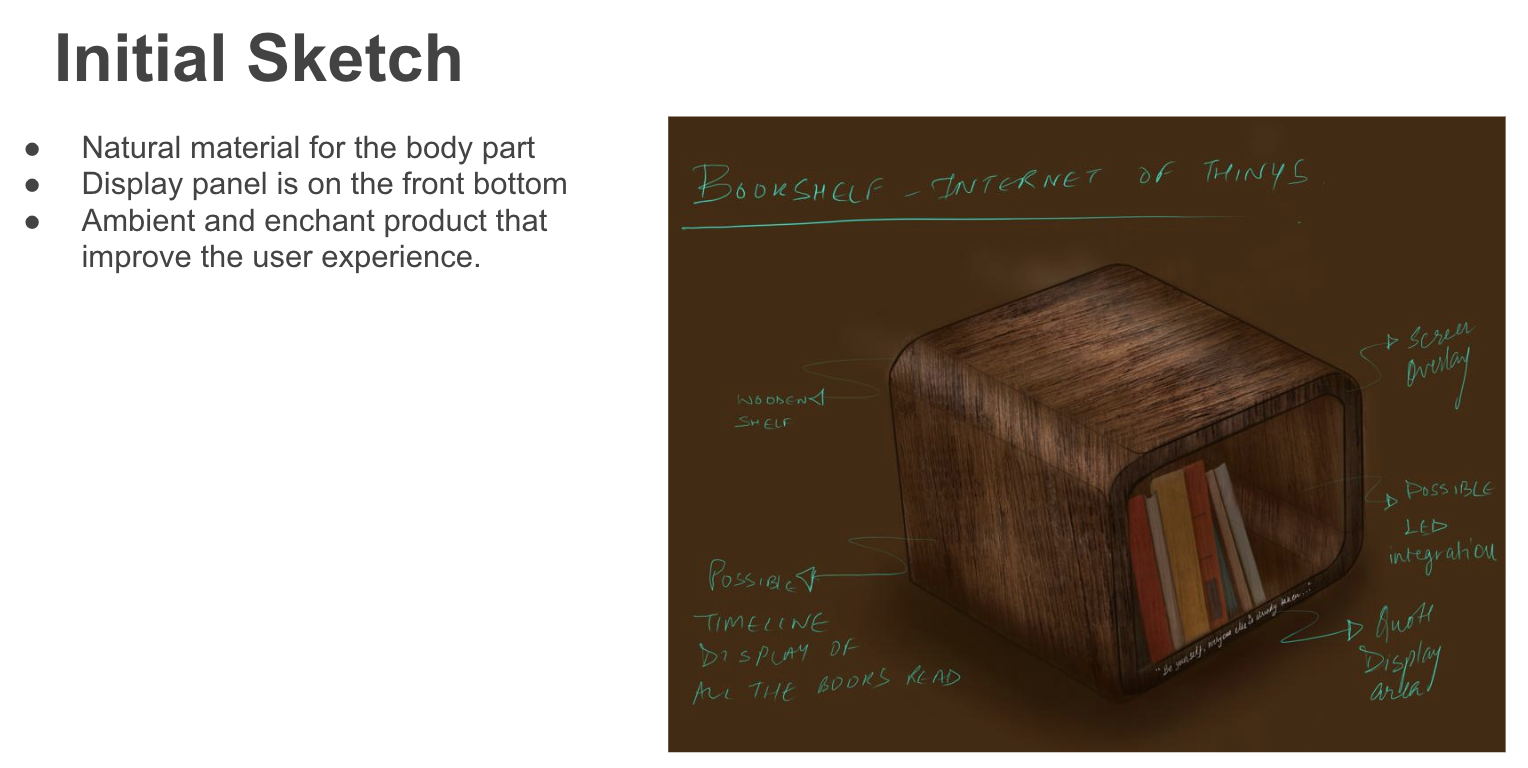 Initial Sketch
● Natural material for the body part
● Display panel is on the front bottom
● Ambient and enchant product that
improve the user experience.
BOOKSHELF - INTERNET OF THINYS
Screen
Overlay
WOODEN
SHELF
POSSIBLE
LED
integration
POSSIBLE
TIMELINE
DISPLAY OF
ALL THE BOOKS READ
"Be yourself, everyone else is already taken..."
Quote
Display
area